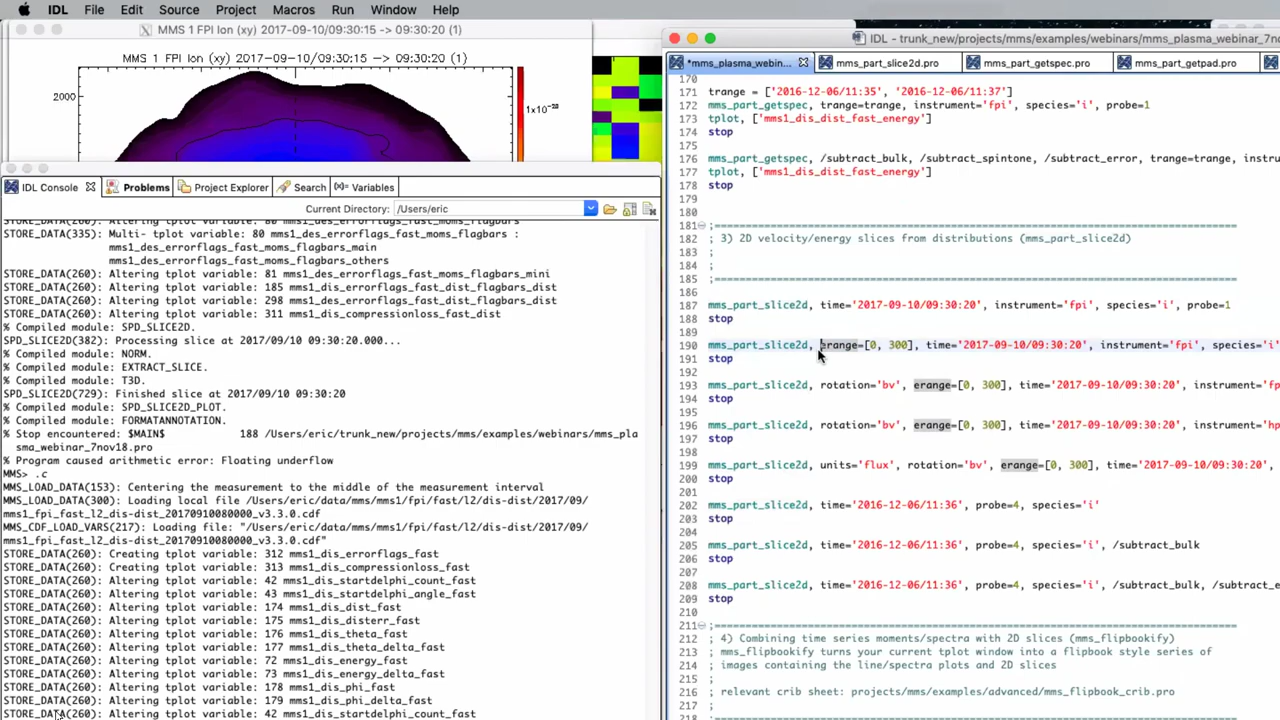 IDL File Edit Source Project Macros Run Window Help
MMS 1 FPI Ion (xy) 2017-09-10/09:30:15 -> 09:30:20 (1)
MMS 1 FPI Ion (xy) 2017-09-10/09:30:15 —> 09:30:20 (1)
2000
IDL Console Problems Project Explorer Search Variables
Current Directory: /Users/eric
STORE_DATA(260): Altering tplot variable: 80 mms1_des_errorflags_fast_moms_flagbars
STORE_DATA(335): Multi- tplot variable: 80 mms1_des_errorflags_fast_moms_flagbars :
mms1_des_errorflags_fast_moms_flagbars_main
mms1_des_errorflags_fast_moms_flagbars_others
STORE_DATA(260): Altering tplot variable: 81 mms1_des_errorflags_fast_moms_flagbars_mini
STORE_DATA(260): Altering tplot variable: 185 mms1_des_errorflags_fast_dist_flagbars_dist
STORE_DATA(260): Altering tplot variable: 298 mms1_des_errorflags_fast_moms_flagbars_dist
STORE_DATA(260): Altering tplot variable: 311 mms1_des_compressionloss_fast_dist
% Compiled module: SPD_SLICE2D.
SPD_SLICE2D(382): Processing slice at 2017/09/10 09:30:20.000...
% Compiled module: NORM.
% Compiled module: EXTRACT_SLICE.
% Compiled module: T3D.
SPD_SLICE2D(729): Finished slice at 2017/09/10 09:30:20
% Compiled module: SPD_SLICE2D_PLOT.
% Compiled module: FORMATANNOTATION.
% Stop encountered: $MAIN$ 188 /Users/eric/trunk_new/projects/mms/examples/webinars/mms_pla
sma_webinar_7nov18.pro
% Program caused arithmetic error: Floating underflow
MMS> .c
MMS_LOAD_DATA(153): Centering the measurement to the middle of the measurement interval
MMS_LOAD_DATA(300): Loading local file /Users/eric/data/mms/mms1/fpi/fast/l2/dis-dist/2017/09/
mms1_fpi_fast_l2_dis-dist_20170910080000_v3.3.0.cdf
MMS_CDF_LOAD_VARS(217): Loading file: "/Users/eric/data/mms/mms1/fpi/fast/l2/dis-dist/2017/09/
mms1_fpi_fast_l2_dis-dist_20170910080000_v3.3.0.cdf"
STORE_DATA(260): Creating tplot variable: 312 mms1_dis_errorflags_fast
STORE_DATA(260): Creating tplot variable: 313 mms1_dis_compressionloss_fast
STORE_DATA(260): Altering tplot variable: 42 mms1_dis_startdelphi_count_fast
STORE_DATA(260): Altering tplot variable: 43 mms1_dis_startdelphi_angle_fast
STORE_DATA(260): Altering tplot variable: 174 mms1_dis_dist_fast
STORE_DATA(260): Altering tplot variable: 175 mms1_dis_disterr_fast
STORE_DATA(260): Altering tplot variable: 176 mms1_dis_theta_fast
STORE_DATA(260): Altering tplot variable: 177 mms1_dis_theta_delta_fast
STORE_DATA(260): Altering tplot variable: 72 mms1_dis_energy_fast
STORE_DATA(260): Altering tplot variable: 73 mms1_dis_energy_delta_fast
STORE_DATA(260): Altering tplot variable: 178 mms1_dis_phi_fast
STORE_DATA(260): Altering tplot variable: 179 mms1_dis_phi_delta_fast
STORE_DATA(260): Altering tplot variable: 42 mms1_dis_startdelphi_count_fast
IDL - trunk_new/projects/mms/examples/webinars/mms_plasma_webinar_7no
*mms_plasma_webin... mms_part_slice2d.pro mms_part_getspec.pro mms_part_getpad.pro
170
171 trange = ['2016-12-06/11:35', '2016-12-06/11:37']
172 mms_part_getspec, trange=trange, instrument='fpi', species='i', probe=1
173 tplot, ['mms1_dis_dist_fast_energy']
174 stop
175
176 mms_part_getspec, /subtract_bulk, /subtract_spintone, /subtract_error, trange=trange, instru
177 tplot, ['mms1_dis_dist_fast_energy']
178 stop
179
180
181 ;===============================================================================
182 ; 3) 2D velocity/energy slices from distributions (mms_part_slice2d)
183 ;
184 ;
185 ;===============================================================================
186
187 mms_part_slice2d, time='2017-09-10/09:30:20', instrument='fpi', species='i', probe=1
188 stop
189
190 mms_part_slice2d, erange=[0, 300], time='2017-09-10/09:30:20', instrument='fpi', species='i'
191 stop
192
193 mms_part_slice2d, rotation='bv', erange=[0, 300], time='2017-09-10/09:30:20', instrument='fp
194 stop
195
196 mms_part_slice2d, rotation='bv', erange=[0, 300], time='2017-09-10/09:30:20', instrument='hp
197 stop
198
199 mms_part_slice2d, units='flux', rotation='bv', erange=[0, 300], time='2017-09-10/09:30:20',
200 stop
201
202 mms_part_slice2d, time='2016-12-06/11:36', probe=4, species='i'
203 stop
204
205 mms_part_slice2d, time='2016-12-06/11:36', probe=4, species='i', /subtract_bulk
206 stop
207
208 mms_part_slice2d, time='2016-12-06/11:36', probe=4, species='i', /subtract_bulk, /subtract_e
209 stop
210
211 ;===============================================================================
212 ; 4) Combining time series moments/spectra with 2D slices (mms_flipbookify)
213 ; mms_flipbookify turns your current tplot window into a flipbook style series of
214 ; images containing the line/spectra plots and 2D slices
215 ;
216 ; relevant crib sheet: projects/mms/examples/advanced/mms_flipbook_crib.pro
217 ;
218